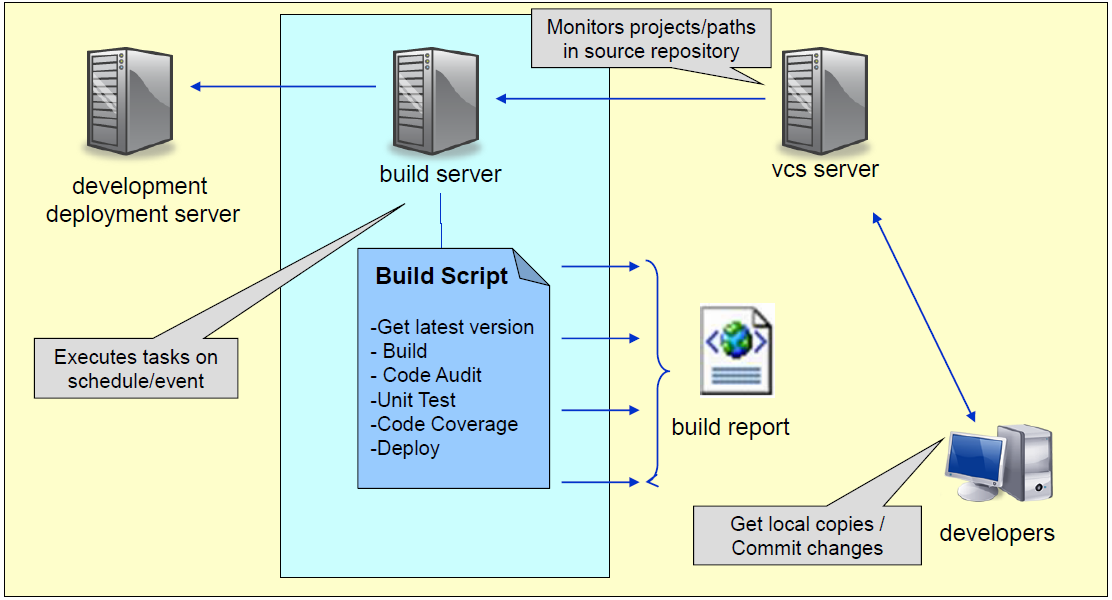 Monitors projects/paths
in source repository
build server
vcs server
development
deployment server
Build Script
-Get latest version
- Build
- Code Audit
-Unit Test
-Code Coverage
-Deploy
Executes tasks on
schedule/event
build report
Get local copies /
Commit changes
developers